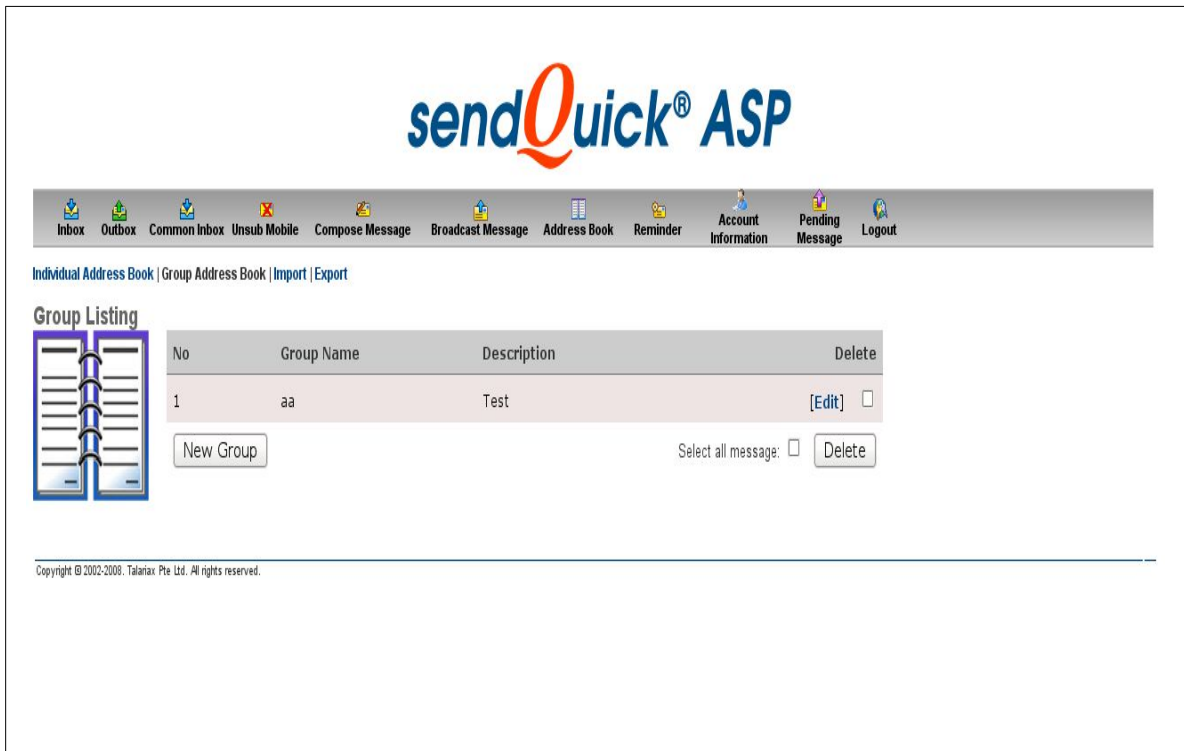 sendQuick® ASP
Inbox Outbox Common Inbox Unsub Mobile Compose Message Broadcast Message Address Book Reminder Account Information Pending Message Logout
Individual Address Book | Group Address Book | Import | Export
Group Listing
No Group Name Description Delete
1 aa Test [Edit]
New Group Select all message: Delete
Copyright © 2002-2008. Talariax Pte Ltd. All rights reserved.